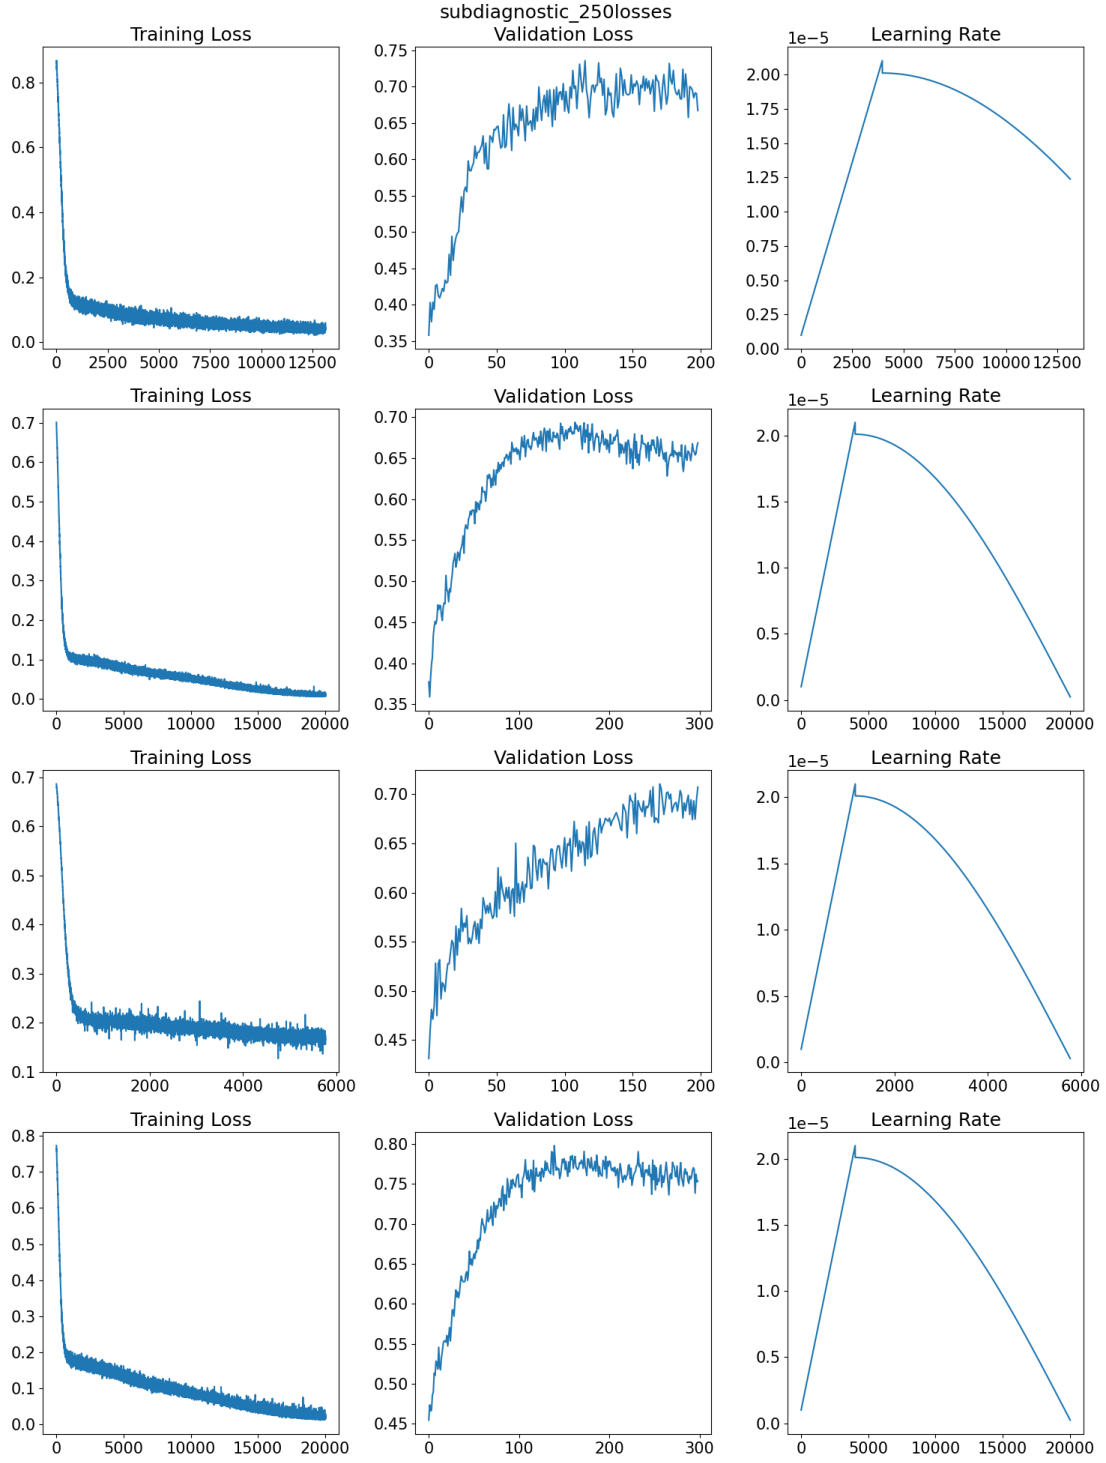 subdiagnostic_250losses
Training Loss
Validation Loss
Learning Rate
1e−5
0.8
0.6
0.4
0.2
0.0
0 2500 5000 7500 10000 12500
0.75
0.70
0.65
0.60
0.55
0.50
0.45
0.40
0.35
0 50 100 150 200
2.00
1.75
1.50
1.25
1.00
0.75
0.50
0.25
0.00
0 2500 5000 7500 10000 12500
Training Loss
Validation Loss
Learning Rate
1e−5
0.7
0.6
0.5
0.4
0.3
0.2
0.1
0.0
0 5000 10000 15000 20000
0.70
0.65
0.60
0.55
0.50
0.45
0.40
0.35
0 100 200 300
2.0
1.5
1.0
0.5
0.0
0 5000 10000 15000 20000
Training Loss
Validation Loss
Learning Rate
1e−5
0.7
0.6
0.5
0.4
0.3
0.2
0.1
0 2000 4000 6000
0.70
0.65
0.60
0.55
0.50
0.45
0 50 100 150 200
2.0
1.5
1.0
0.5
0.0
0 2000 4000 6000
Training Loss
Validation Loss
Learning Rate
1e−5
0.8
0.7
0.6
0.5
0.4
0.3
0.2
0.1
0.0
0 5000 10000 15000 20000
0.80
0.75
0.70
0.65
0.60
0.55
0.50
0.45
0 100 200 300
2.0
1.5
1.0
0.5
0.0
0 5000 10000 15000 20000